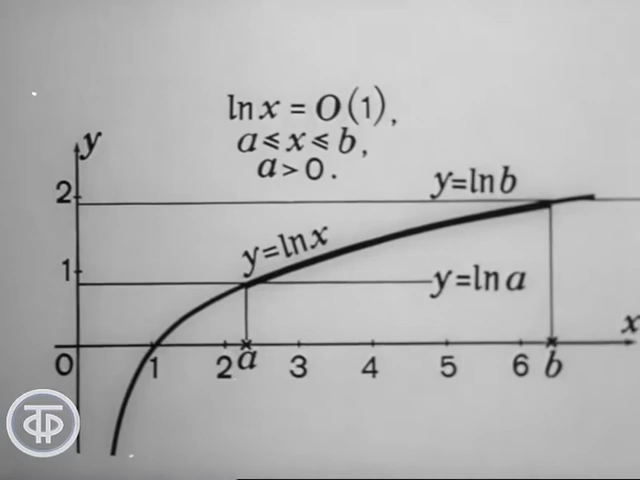 ln x = O(1),
a ⩽ x ⩽ b,
a > 0.
y
2
y=ln b
y=ln x
1
y=ln a
x
0
1
2
a
3
4
5
6
b